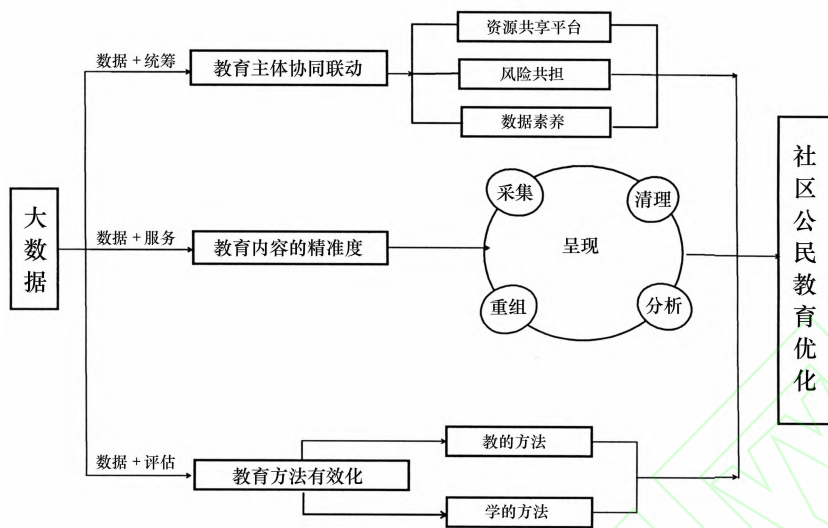 资源共享平台
数据 + 统筹
教育主体协同联动
风险共担
数据素养
大数据
数据 + 服务
教育内容的精准度
采集
清理
呈现
重组
分析
社区公民教育优化
数据 + 评估
教育方法有效化
教的方法
学的方法